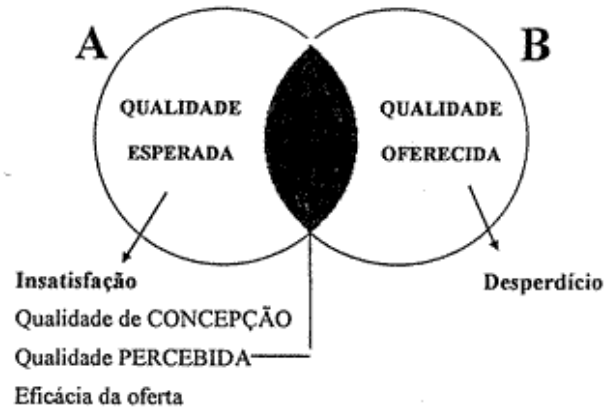 A B
QUALIDADE QUALIDADE
ESPERADA OFERECIDA
Insatisfação Desperdício
Qualidade de CONCEPÇÃO
Qualidade PERCEBIDA
Eficácia da oferta